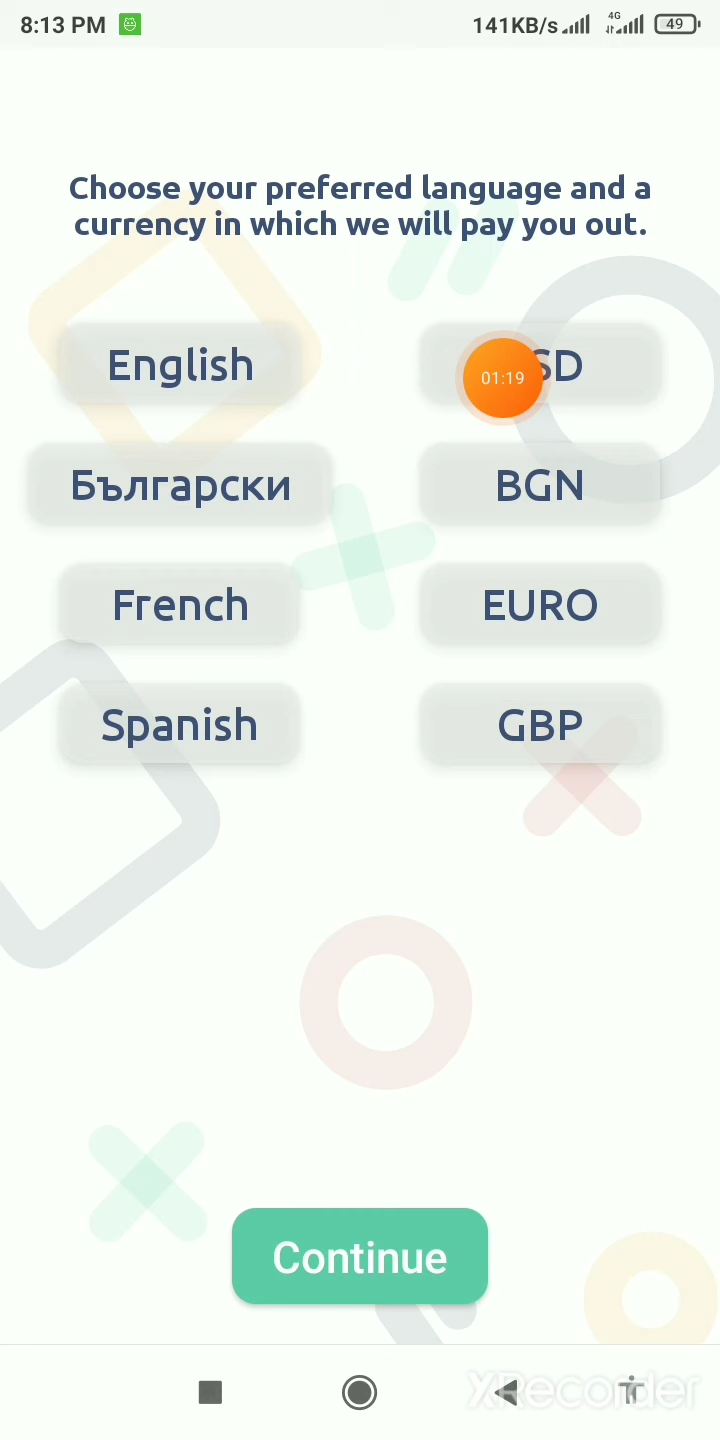 8:13 PM 141KB/s 4G 49
Choose your preferred language and a
currency in which we will pay you out.
English
01:19 SD
Български
BGN
French
EURO
Spanish
GBP
Continue
XRecorder